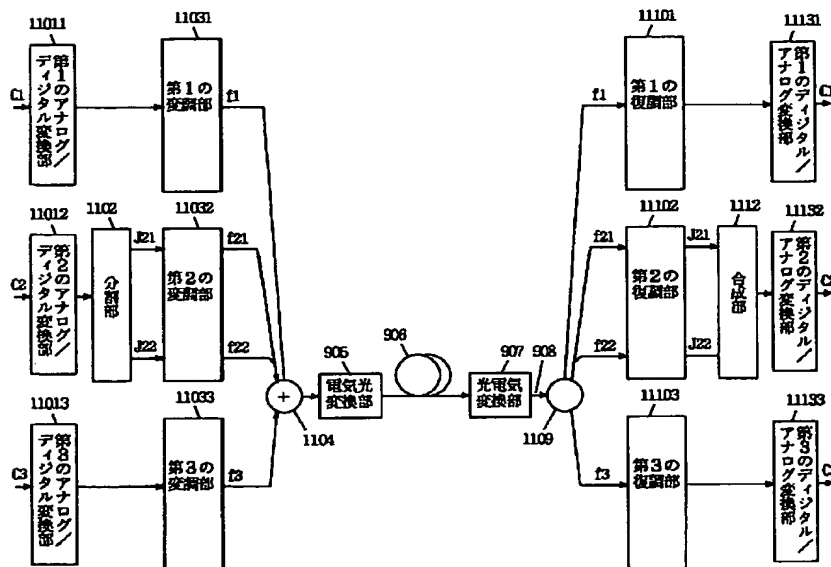 11011
11031
11101
11131
C1
第1のアナログ/
ディジタル変換部
第1の
変調部
f1
f1
第1の
復調部
第1のディジタル/
アナログ変換部
11012
1102
11032
11102
1112
11132
C2
第2のアナログ/
ディジタル変換部
分割部
J21
J22
第2の
変調部
f21
f22
f21
f22
第2の
復調部
J21
J22
合成部
第2のディジタル/
アナログ変換部
905
906
907
908
電気光
変換部
光電気
変換部
+
1104
1109
11013
11033
11103
11133
C3
第3のアナログ/
ディジタル変換部
第3の
変調部
f3
f3
第3の
復調部
第3のディジタル/
アナログ変換部